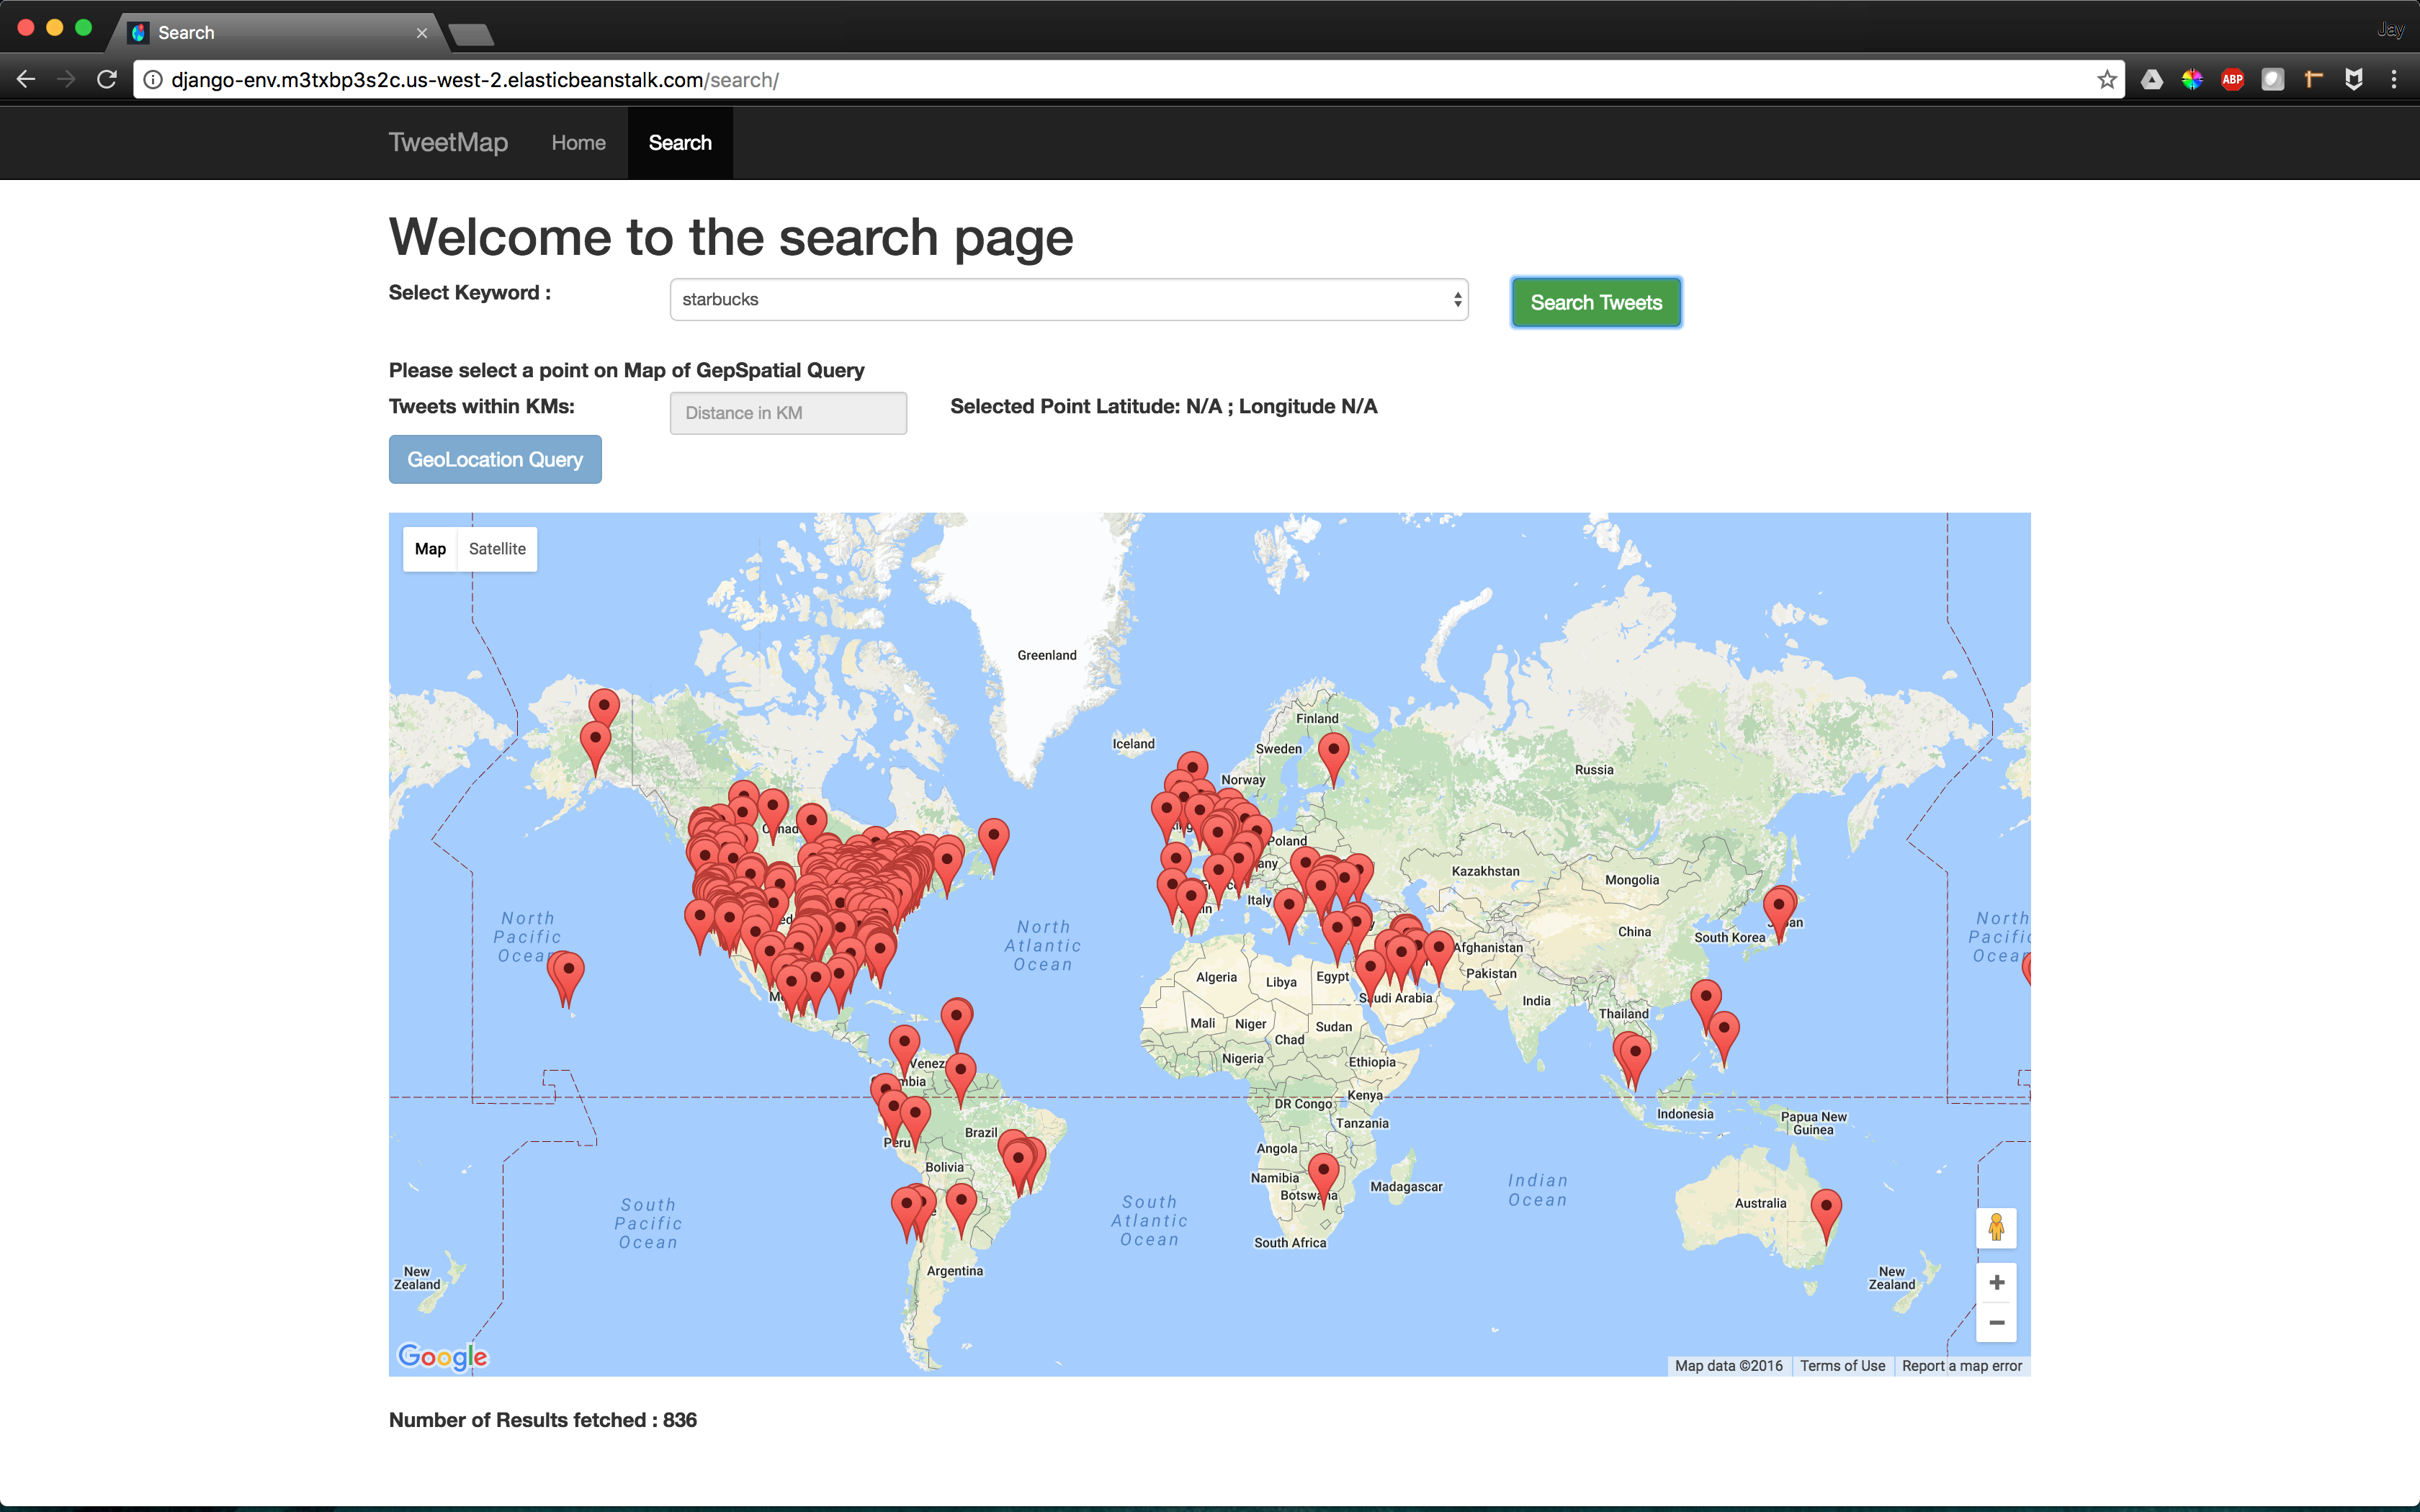 Search
Jay
django-env.m3txbp3s2c.us-west-2.elasticbeanstalk.com/search/
ABP
TweetMap Home Search
Welcome to the search page
Select Keyword :
starbucks
Search Tweets
Please select a point on Map of GepSpatial Query
Tweets within KMs:
Distance in KM
Selected Point Latitude: N/A ; Longitude N/A
GeoLocation Query
Map Satellite
Greenland
Finland
Iceland
Sweden
Norway
Russia
Poland
Kazakhstan
Mongolia
Italy
North
Pacific
North
Atlantic
Ocean
China
South Korea
North
Afghanistan
Pakistan
Algeria
Libya
Egypt
Saudi Arabia
India
Thailand
Mali
Niger
Sudan
Chad
Nigeria
Ethiopia
DR Congo
Kenya
Tanzania
Indonesia
Papua New
Guinea
Brazil
Peru
Bolivia
Angola
Namibia
Botswana
Madagascar
South
Pacific
Ocean
South
Atlantic
Ocean
Indian
Ocean
Australia
South Africa
Argentina
New
Zealand
New
Zealand
Google
Map data ©2016 Terms of Use Report a map error
Number of Results fetched : 836